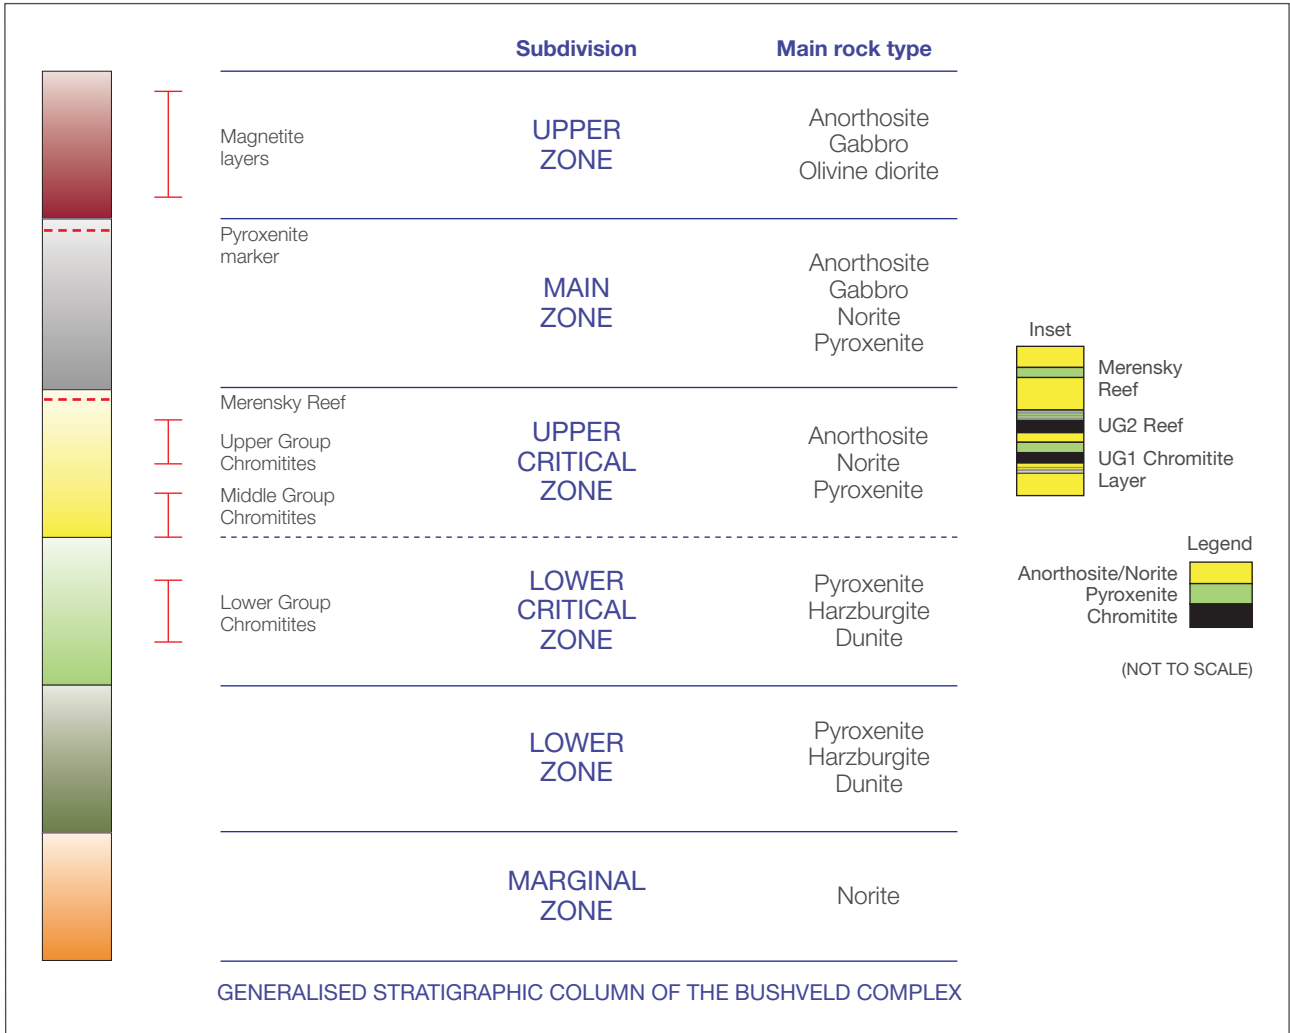 Subdivision
Main rock type
Magnetite
layers
UPPER
ZONE
Anorthosite
Gabbro
Olivine diorite
Pyroxenite
marker
MAIN
ZONE
Anorthosite
Gabbro
Norite
Pyroxenite
Merensky Reef
Upper Group
Chromitites
Middle Group
Chromitites
UPPER
CRITICAL
ZONE
Anorthosite
Norite
Pyroxenite
Lower Group
Chromitites
LOWER
CRITICAL
ZONE
Pyroxenite
Harzburgite
Dunite
LOWER
ZONE
Pyroxenite
Harzburgite
Dunite
MARGINAL
ZONE
Norite
Inset
Merensky
Reef
UG2 Reef
UG1 Chromitite
Layer
Legend
Anorthosite/Norite
Pyroxenite
Chromitite
(NOT TO SCALE)
GENERALISED STRATIGRAPHIC COLUMN OF THE BUSHVELD COMPLEX